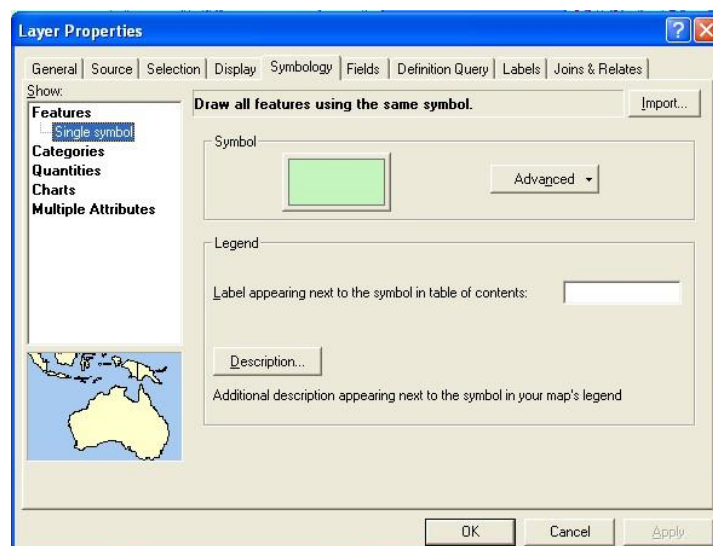 Layer Properties
General Source Selection Display Symbology Fields Definition Query Labels Joins & Relates
Show:
Features
Single symbol
Categories
Quantities
Charts
Multiple Attributes
Draw all features using the same symbol.
Import...
Symbol
Advanced
Legend
Label appearing next to the symbol in table of contents:
Description...
Additional description appearing next to the symbol in your map's legend
OK Cancel Apply